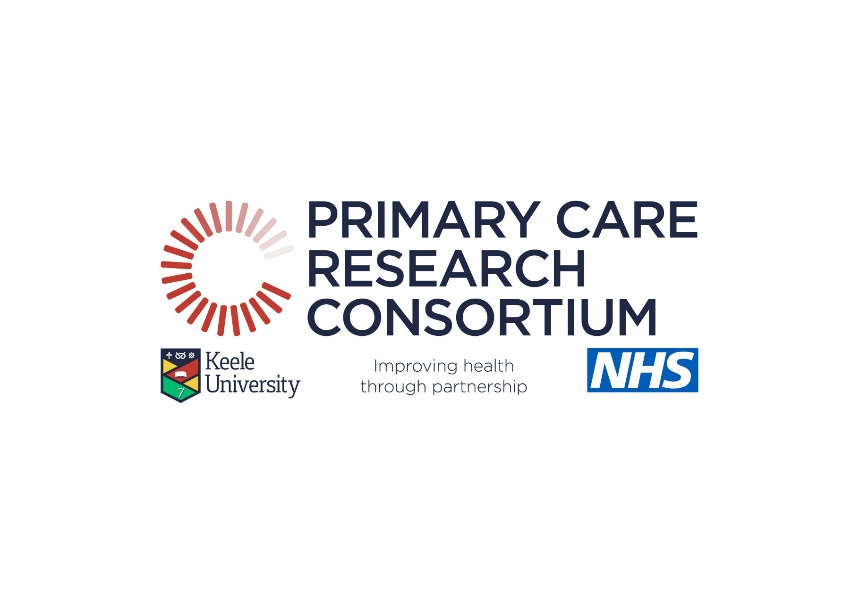 PRIMARY CARE
RESEARCH
CONSORTIUM
Keele
University
Improving health
through partnership
NHS